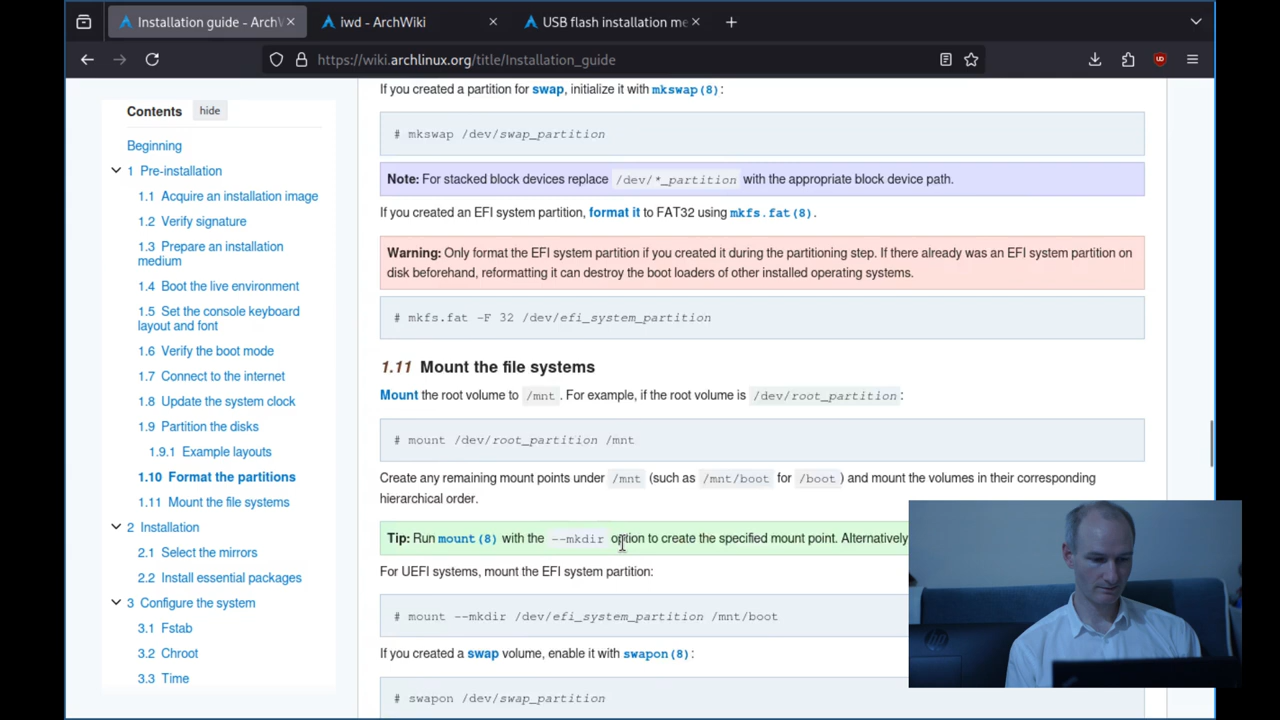 Installation guide - ArchW
iwd - ArchWiki
USB flash installation me
https://wiki.archlinux.org/title/Installation_guide
Contents
hide
Beginning
1 Pre-installation
1.1 Acquire an installation image
1.2 Verify signature
1.3 Prepare an installation
medium
1.4 Boot the live environment
1.5 Set the console keyboard
layout and font
1.6 Verify the boot mode
1.7 Connect to the internet
1.8 Update the system clock
1.9 Partition the disks
1.9.1 Example layouts
1.10 Format the partitions
1.11 Mount the file systems
2 Installation
2.1 Select the mirrors
2.2 Install essential packages
3 Configure the system
3.1 Fstab
3.2 Chroot
3.3 Time
If you created a partition for swap, initialize it with mkswap(8):
# mkswap /dev/swap_partition
Note: For stacked block devices replace /dev/*_partition with the appropriate block device path.
If you created an EFI system partition, format it to FAT32 using mkfs.fat(8).
Warning: Only format the EFI system partition if you created it during the partitioning step. If there already was an EFI system partition on
disk beforehand, reformatting it can destroy the boot loaders of other installed operating systems.
# mkfs.fat -F 32 /dev/efi_system_partition
1.11 Mount the file systems
Mount the root volume to /mnt . For example, if the root volume is /dev/root_partition :
# mount /dev/root_partition /mnt
Create any remaining mount points under /mnt (such as /mnt/boot for /boot ) and mount the volumes in their corresponding
hierarchical order.
Tip: Run mount(8) with the --mkdir option to create the specified mount point. Alternatively
For UEFI systems, mount the EFI system partition:
# mount --mkdir /dev/efi_system_partition /mnt/boot
If you created a swap volume, enable it with swapon(8):
# swapon /dev/swap_partition